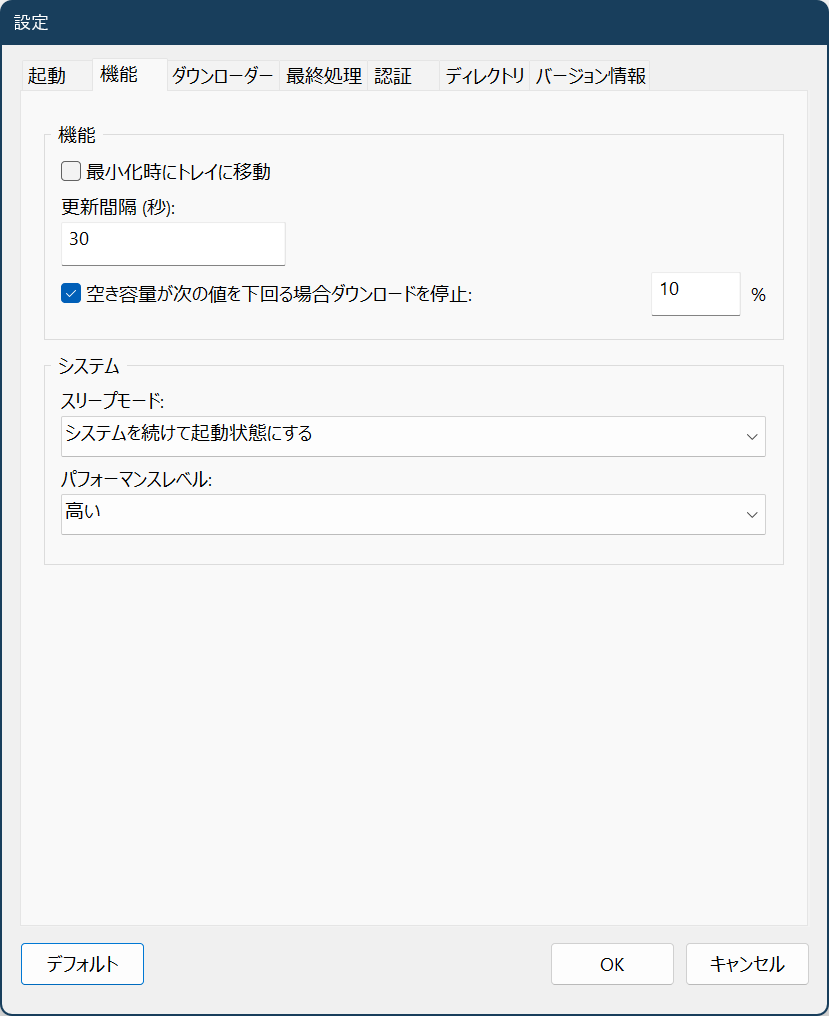 設定
起動 機能 ダウンローダー 最終処理 認証 ディレクトリ バージョン情報
機能
最小化時にトレイに移動
更新間隔 (秒):
30
空き容量が次の値を下回る場合ダウンロードを停止: 10 %
システム
スリープモード:
システムを続けて起動状態にする
パフォーマンスレベル:
高い
デフォルト OK キャンセル